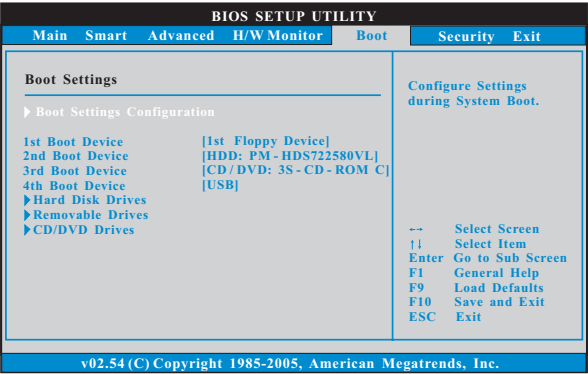 BIOS SETUP UTILITY
Main Smart Advanced H/W Monitor Boot Security Exit
Boot Settings
Boot Settings Configuration
1st Boot Device [1st Floppy Device]
2nd Boot Device [HDD: PM-HDS722580VL]
3rd Boot Device [CD/DVD: 3S-CD-ROM C]
4th Boot Device [USB]
Hard Disk Drives
Removable Drives
CD/DVD Drives
Configure Settings
during System Boot.
←→ Select Screen
↑↓ Select Item
Enter Go to Sub Screen
F1 General Help
F9 Load Defaults
F10 Save and Exit
ESC Exit
v02.54 (C) Copyright 1985-2005, American Megatrends, Inc.